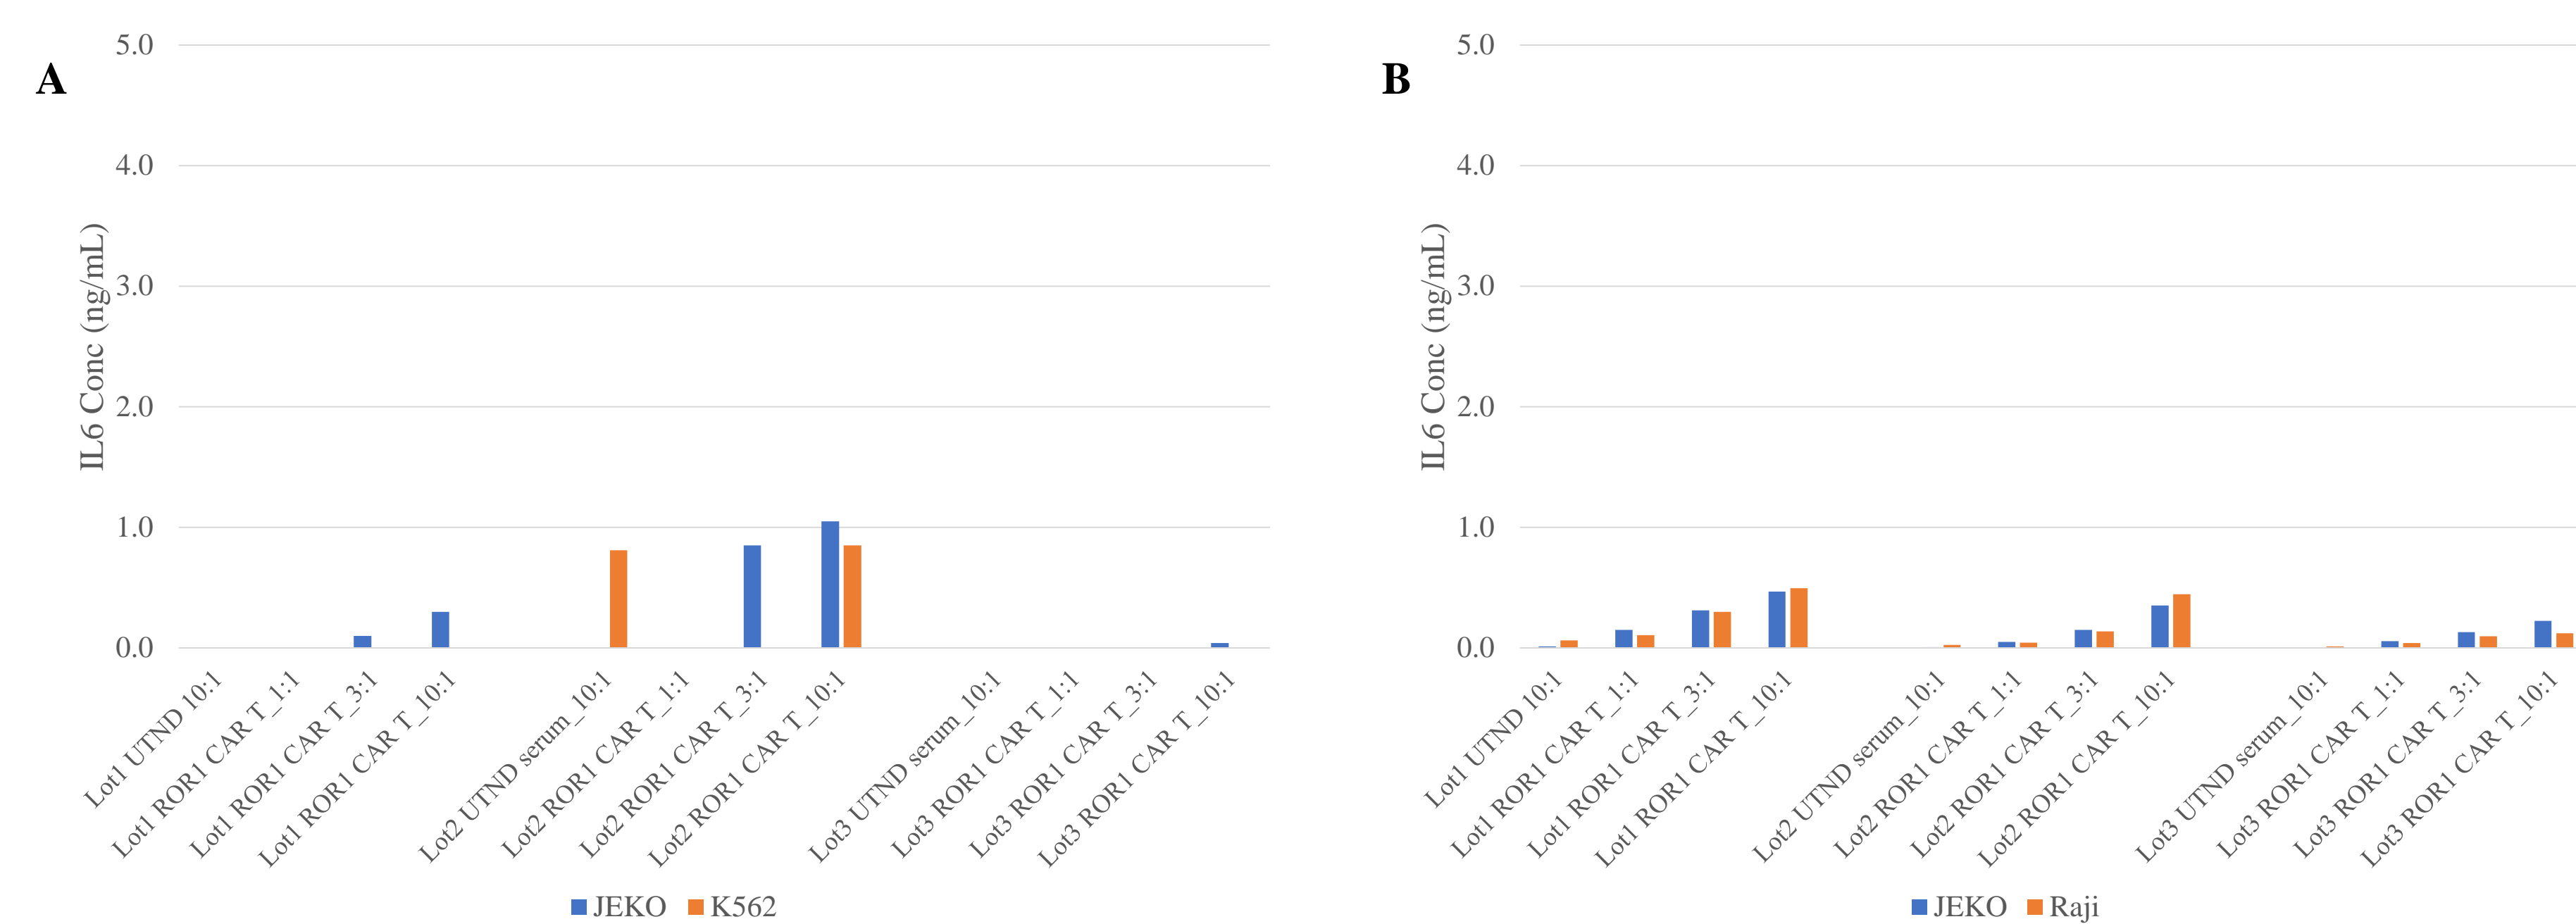 A
IL6 Conc (ng/mL)
5.0
4.0
3.0
2.0
1.0
0.0
Lot1 UTND 10:1
Lot1 ROR1 CAR T_1:1
Lot1 ROR1 CAR T_3:1
Lot1 ROR1 CAR T_10:1
Lot2 UTND serum_10:1
Lot2 ROR1 CAR T_1:1
Lot2 ROR1 CAR T_3:1
Lot2 ROR1 CAR T_10:1
Lot3 UTND serum_10:1
Lot3 ROR1 CAR T_1:1
Lot3 ROR1 CAR T_3:1
Lot3 ROR1 CAR T_10:1
JEKO K562
B
IL6 Conc (ng/mL)
5.0
4.0
3.0
2.0
1.0
0.0
Lot1 UTND 10:1
Lot1 ROR1 CAR T_1:1
Lot1 ROR1 CAR T_3:1
Lot1 ROR1 CAR T_10:1
Lot2 UTND serum_10:1
Lot2 ROR1 CAR T_1:1
Lot2 ROR1 CAR T_3:1
Lot2 ROR1 CAR T_10:1
Lot3 UTND serum_10:1
Lot3 ROR1 CAR T_1:1
Lot3 ROR1 CAR T_3:1
Lot3 ROR1 CAR T_10:1
JEKO Raji